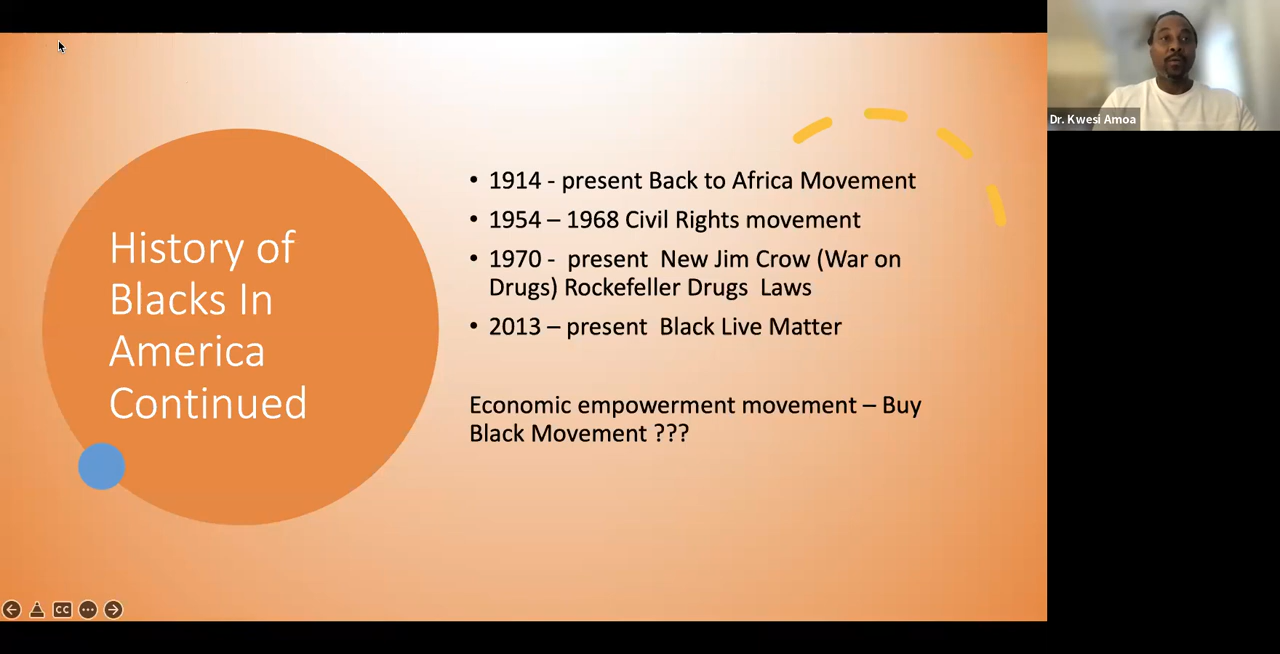 Dr. Kwesi Amoa
History of
Blacks In
America
Continued
• 1914 - present Back to Africa Movement
• 1954 – 1968 Civil Rights movement
• 1970 -  present  New Jim Crow (War on
Drugs) Rockefeller Drugs  Laws
• 2013 – present  Black Live Matter
Economic empowerment movement – Buy
Black Movement ???
CC